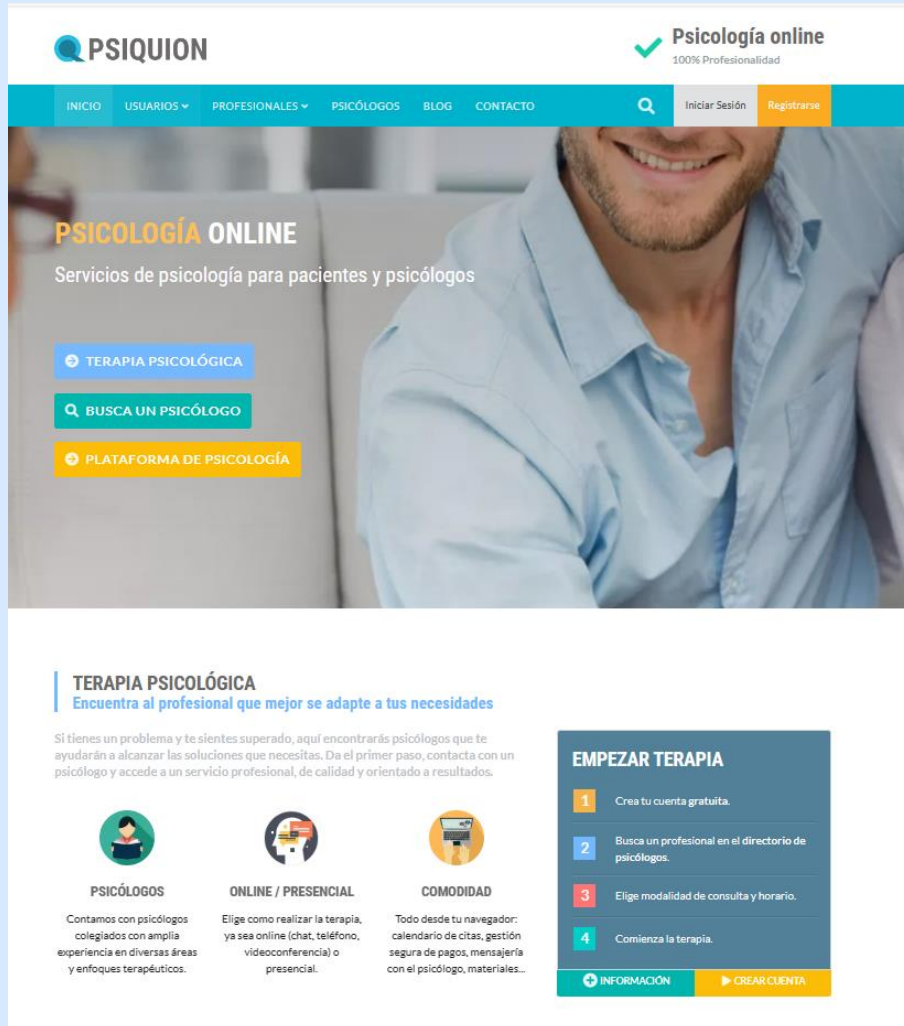 PSIQUION
Psicología online
100% Profesionalidad
INICIO USUARIOS PROFESIONALES PSICÓLOGOS BLOG CONTACTO Iniciar Sesión Registrarse
PSICOLOGÍA ONLINE
Servicios de psicología para pacientes y psicólogos
TERAPIA PSICOLÓGICA
BUSCA UN PSICÓLOGO
PLATAFORMA DE PSICOLOGÍA
TERAPIA PSICOLÓGICA
Encuentra al profesional que mejor se adapte a tus necesidades
Si tienes un problema y te sientes superado, aquí encontrarás psicólogos que te
ayudarán a alcanzar las soluciones que necesitas. Da el primer paso, contacta con un
psicólogo y accede a un servicio profesional, de calidad y orientado a resultados.
PSICÓLOGOS
Contamos con psicólogos
colegiados con amplia
experiencia en diversas áreas
y enfoques terapéuticos.
ONLINE / PRESENCIAL
Elige como realizar la terapia,
ya sea online (chat, teléfono,
videoconferencia) o
presencial.
COMODIDAD
Todo desde tu navegador:
calendario de citas, gestión
segura de pagos, mensajería
con el psicólogo, materiales...
EMPEZAR TERAPIA
1 Crea tu cuenta gratuita.
2 Busca un profesional en el directorio de
psicólogos.
3 Elige modalidad de consulta y horario.
4 Comienza la terapia.
INFORMACIÓN CREAR CUENTA